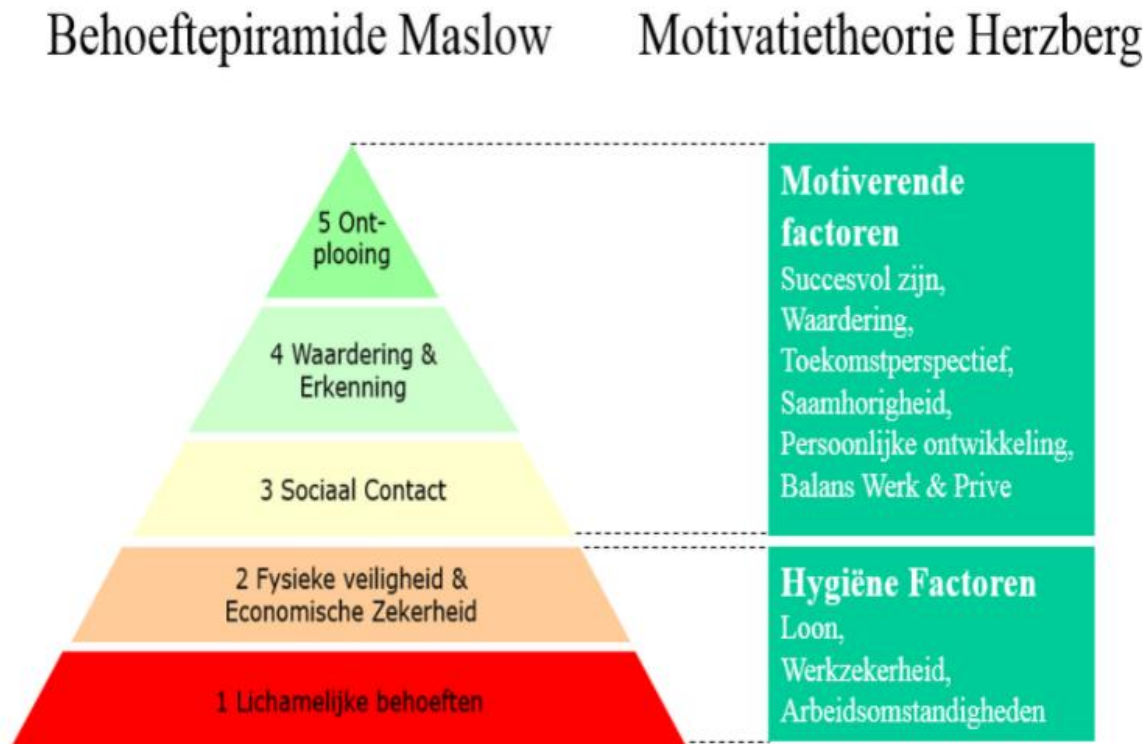 Behoeftepiramide Maslow
Motivatietheorie Herzberg
5 Ont-
plooing
4 Waardering &
Erkenning
3 Sociaal Contact
2 Fysieke veiligheid &
Economische Zekerheid
1 Lichamelijke behoeften
Motiverende
factoren
Succesvol zijn,
Waardering,
Toekomstperspectief,
Saamhorigheid,
Persoonlijke ontwikkeling,
Balans Werk & Prive
Hygiëne Factoren
Loon,
Werkzekerheid,
Arbeidsomstandigheden